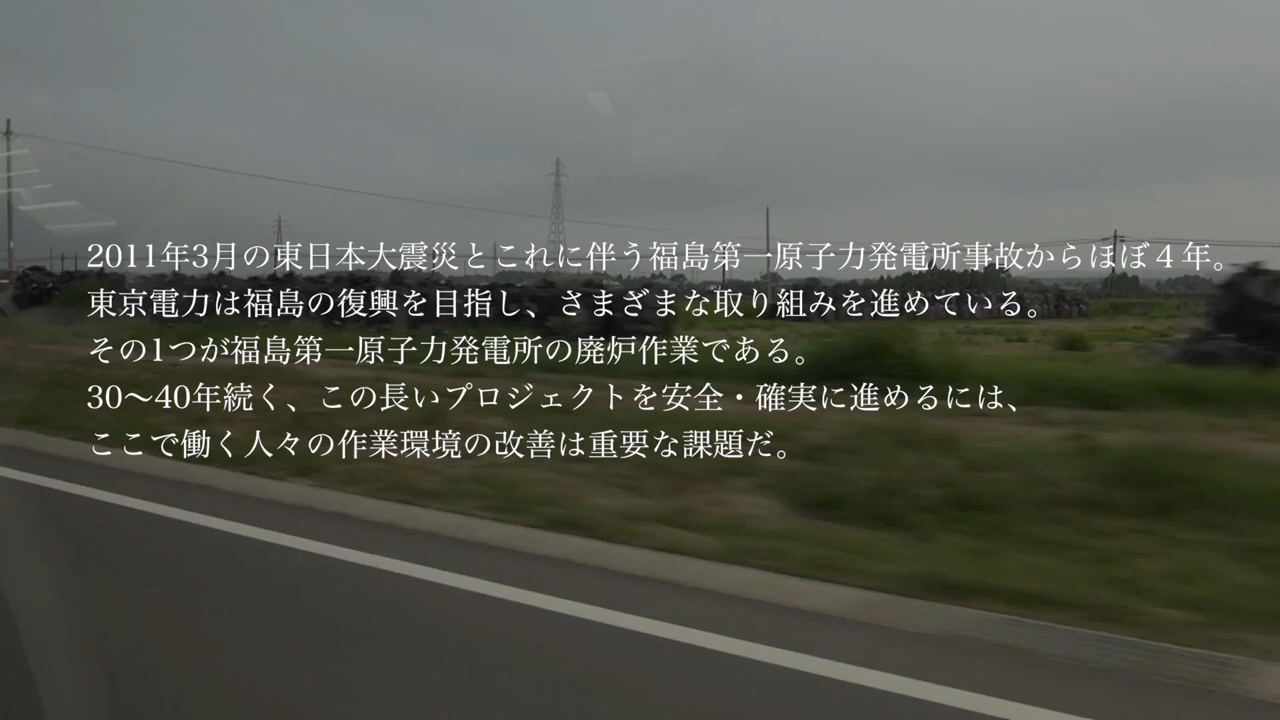 2011年3月の東日本大震災とこれに伴う福島第一原子力発電所事故からほぼ４年。
東京電力は福島の復興を目指し、さまざまな取り組みを進めている。
その1つが福島第一原子力発電所の廃炉作業である。
30〜40年続く、この長いプロジェクトを安全・確実に進めるには、
ここで働く人々の作業環境の改善は重要な課題だ。